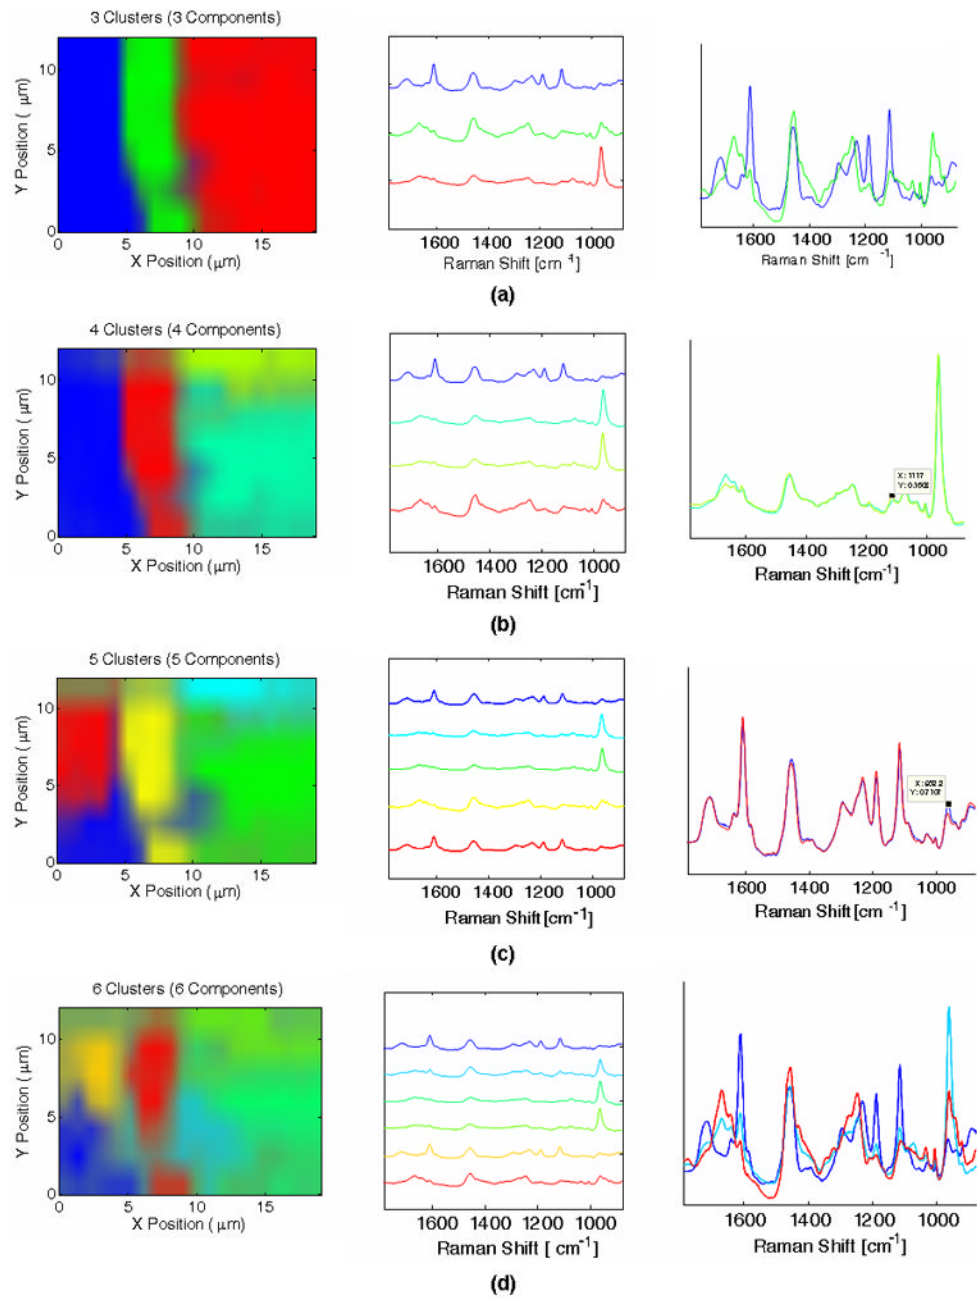 3 Clusters (3 Components)
Y Position ( μm)
10
5
0
0 5 10 15
X Position (μm)
1600 1400 1200 1000
Raman Shift [cm⁻¹]
1600 1400 1200 1000
Raman Shift [cm ⁻¹]
(a)
4 Clusters (4 Components)
Y Position ( μm)
10
5
0
0 5 10 15
X Position (μm)
1600 1400 1200 1000
Raman Shift [cm⁻¹]
X: 1117
1600 1400 1200 1000
Raman Shift [cm⁻¹]
(b)
5 Clusters (5 Components)
Y Position ( μm)
10
5
0
0 5 10 15
X Position (μm)
1600 1400 1200 1000
Raman Shift [cm⁻¹]
1600 1400 1200 1000
Raman Shift [cm ⁻¹]
(c)
6 Clusters (6 Components)
Y Position ( μm)
10
5
0
0 5 10 15
X Position ( μm)
1600 1400 1200 1000
Raman Shift [ cm⁻¹]
1600 1400 1200 1000
Raman Shift [cm⁻¹]
(d)